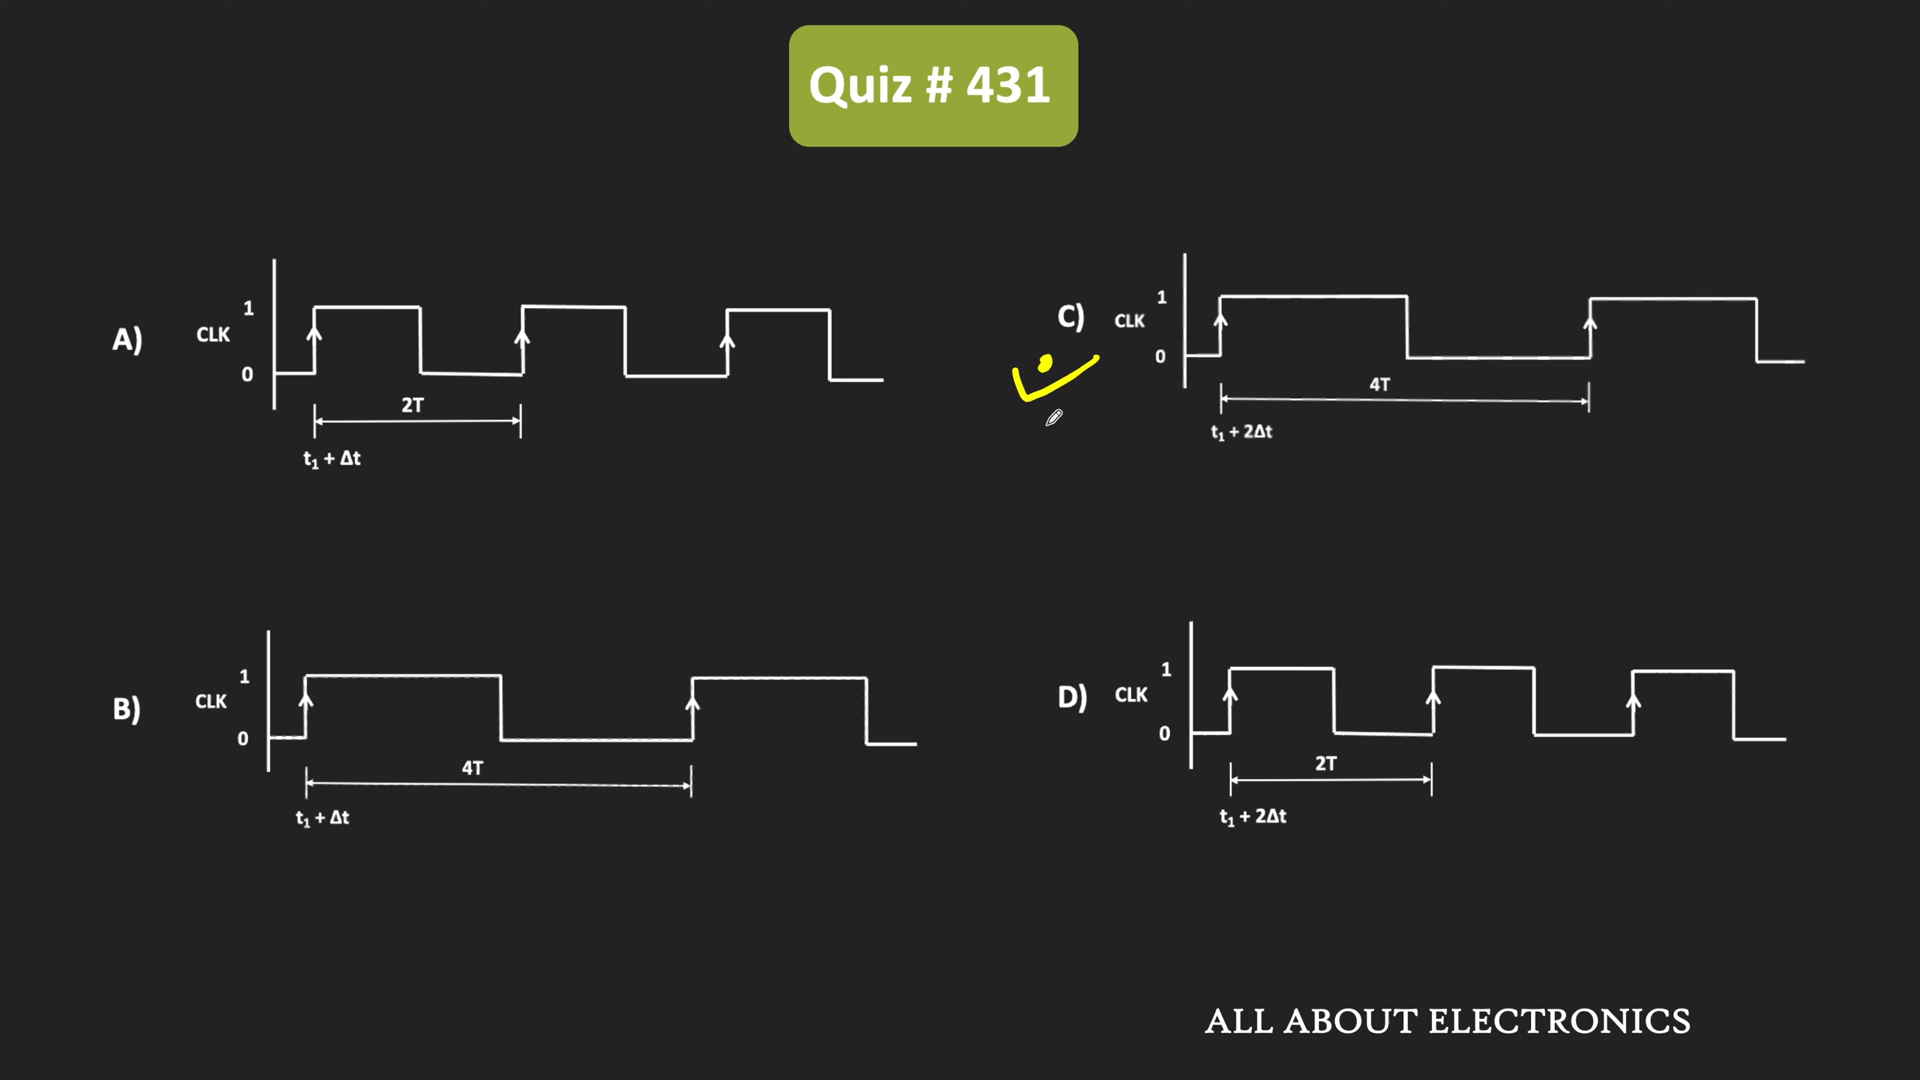 Quiz # 431
A)
CLK
1
0
2T
t₁ + Δt
B)
CLK
1
0
4T
t₁ + Δt
C)
CLK
1
0
4T
t₁ + 2Δt
D)
CLK
1
0
2T
t₁ + 2Δt
ALL ABOUT ELECTRONICS